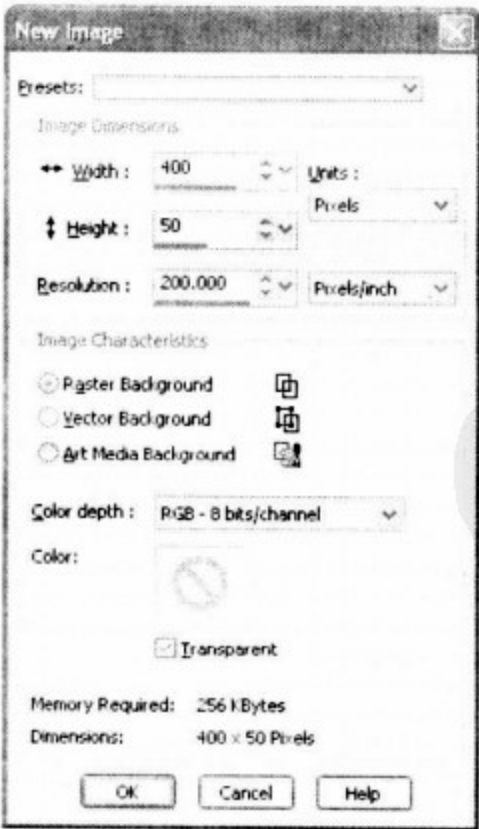 New Image
Presets:
Image Dimensions
Width : 400 Units :
Pixels
Height : 50
Resolution : 200.000 Pixels/inch
Image Characteristics
Raster Background
Vector Background
Art Media Background
Color depth : RGB - 8 bits/channel
Color:
Transparent
Memory Required: 256 KBytes
Dimensions: 400 x 50 Pixels
OK Cancel Help